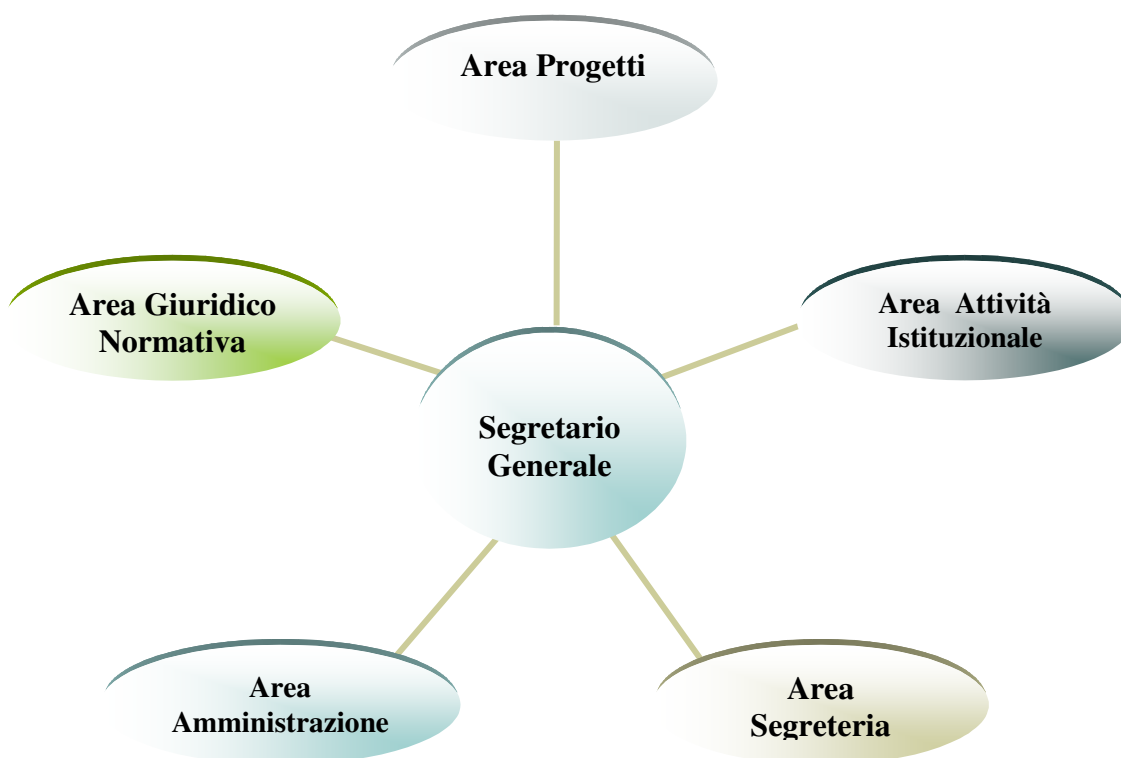 Area Progetti
Area Giuridico
Normativa
Area Attività
Istituzionale
Segretario
Generale
Area
Amministrazione
Area
Segreteria